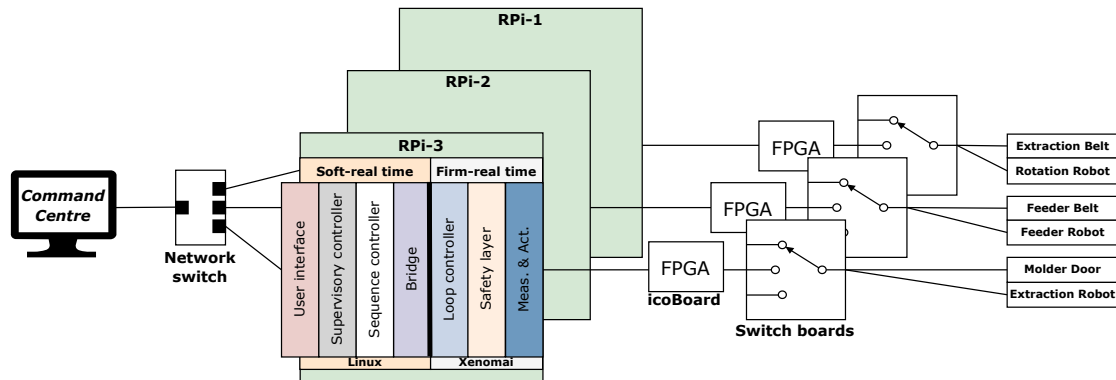 RPi-1
RPi-2
RPi-3
Soft-real time
Firm-real time
Command
Centre
Network
switch
User interface
Supervisory controller
Sequence controller
Bridge
Loop controller
Safety layer
Meas. & Act.
Linux
Xenomai
FPGA
FPGA
FPGA
icoBoard
Switch boards
Extraction Belt
Rotation Robot
Feeder Belt
Feeder Robot
Molder Door
Extraction Robot